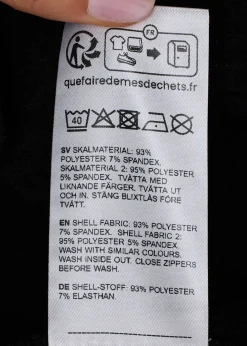 FR
quefairedemesdechets.fr
40
SV SKALMATERIAL: 93%
POLYESTER 7% SPANDEX.
SKALMATERIAL 2: 95% POLYESTER
5% SPANDEX. TVÄTTA MED
LIKNANDE FÄRGER. TVÄTTA UT
OCH IN. STÄNG BLIXTLÅS FÖRE
TVÄTT.
EN SHELL FABRIC: 93% POLYESTER
7% SPANDEX. SHELL FABRIC 2:
95% POLYESTER 5% SPANDEX.
WASH WITH SIMILAR COLOURS.
WASH INSIDE OUT. CLOSE ZIPPERS
BEFORE WASH.
DE SHELL-STOFF: 93% POLYESTER
7% ELASTHAN.